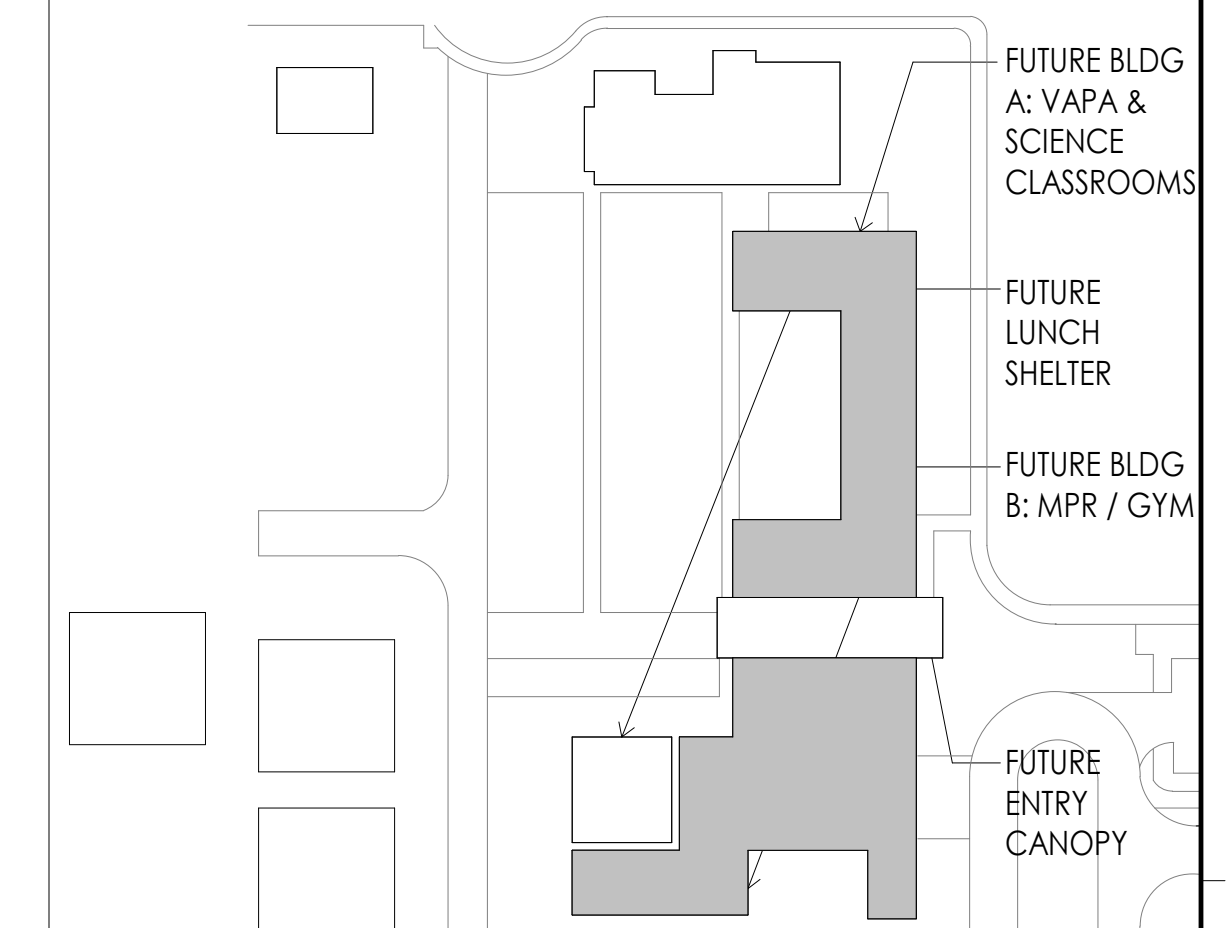 FUTURE BLDG
A: VAPA &
SCIENCE
CLASSROOMS
FUTURE
LUNCH
SHELTER
FUTURE BLDG
B: MPR / GYM
FUTURE
ENTRY
CANOPY